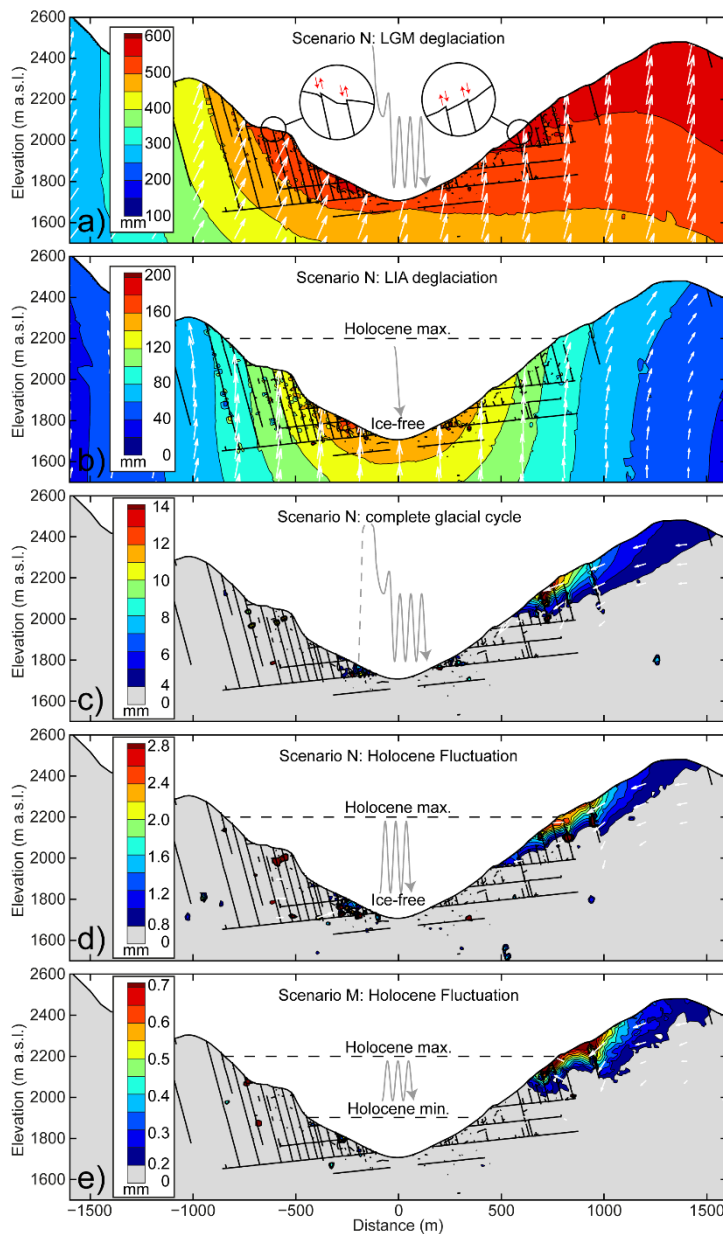 2600
2400
2200
2000
1800
1600
Elevation (m a.s.l.)
600
500
400
300
200
100
mm
Scenario N: LGM deglaciation
a)
2600
2400
2200
2000
1800
1600
Elevation (m a.s.l.)
200
160
120
80
40
0
mm
Scenario N: LIA deglaciation
Holocene max.
Ice-free
b)
2600
2400
2200
2000
1800
1600
Elevation (m a.s.l.)
14
12
10
8
6
4
0
mm
Scenario N: complete glacial cycle
c)
2600
2400
2200
2000
1800
1600
Elevation (m a.s.l.)
2.8
2.4
2.0
1.6
1.2
0.8
0
mm
Scenario N: Holocene Fluctuation
Holocene max.
Ice-free
d)
2600
2400
2200
2000
1800
1600
Elevation (m a.s.l.)
0.7
0.6
0.5
0.4
0.3
0.2
0
mm
Scenario M: Holocene Fluctuation
Holocene max.
Holocene min.
e)
−1500 −1000 −500 0 500 1000 1500
Distance (m)